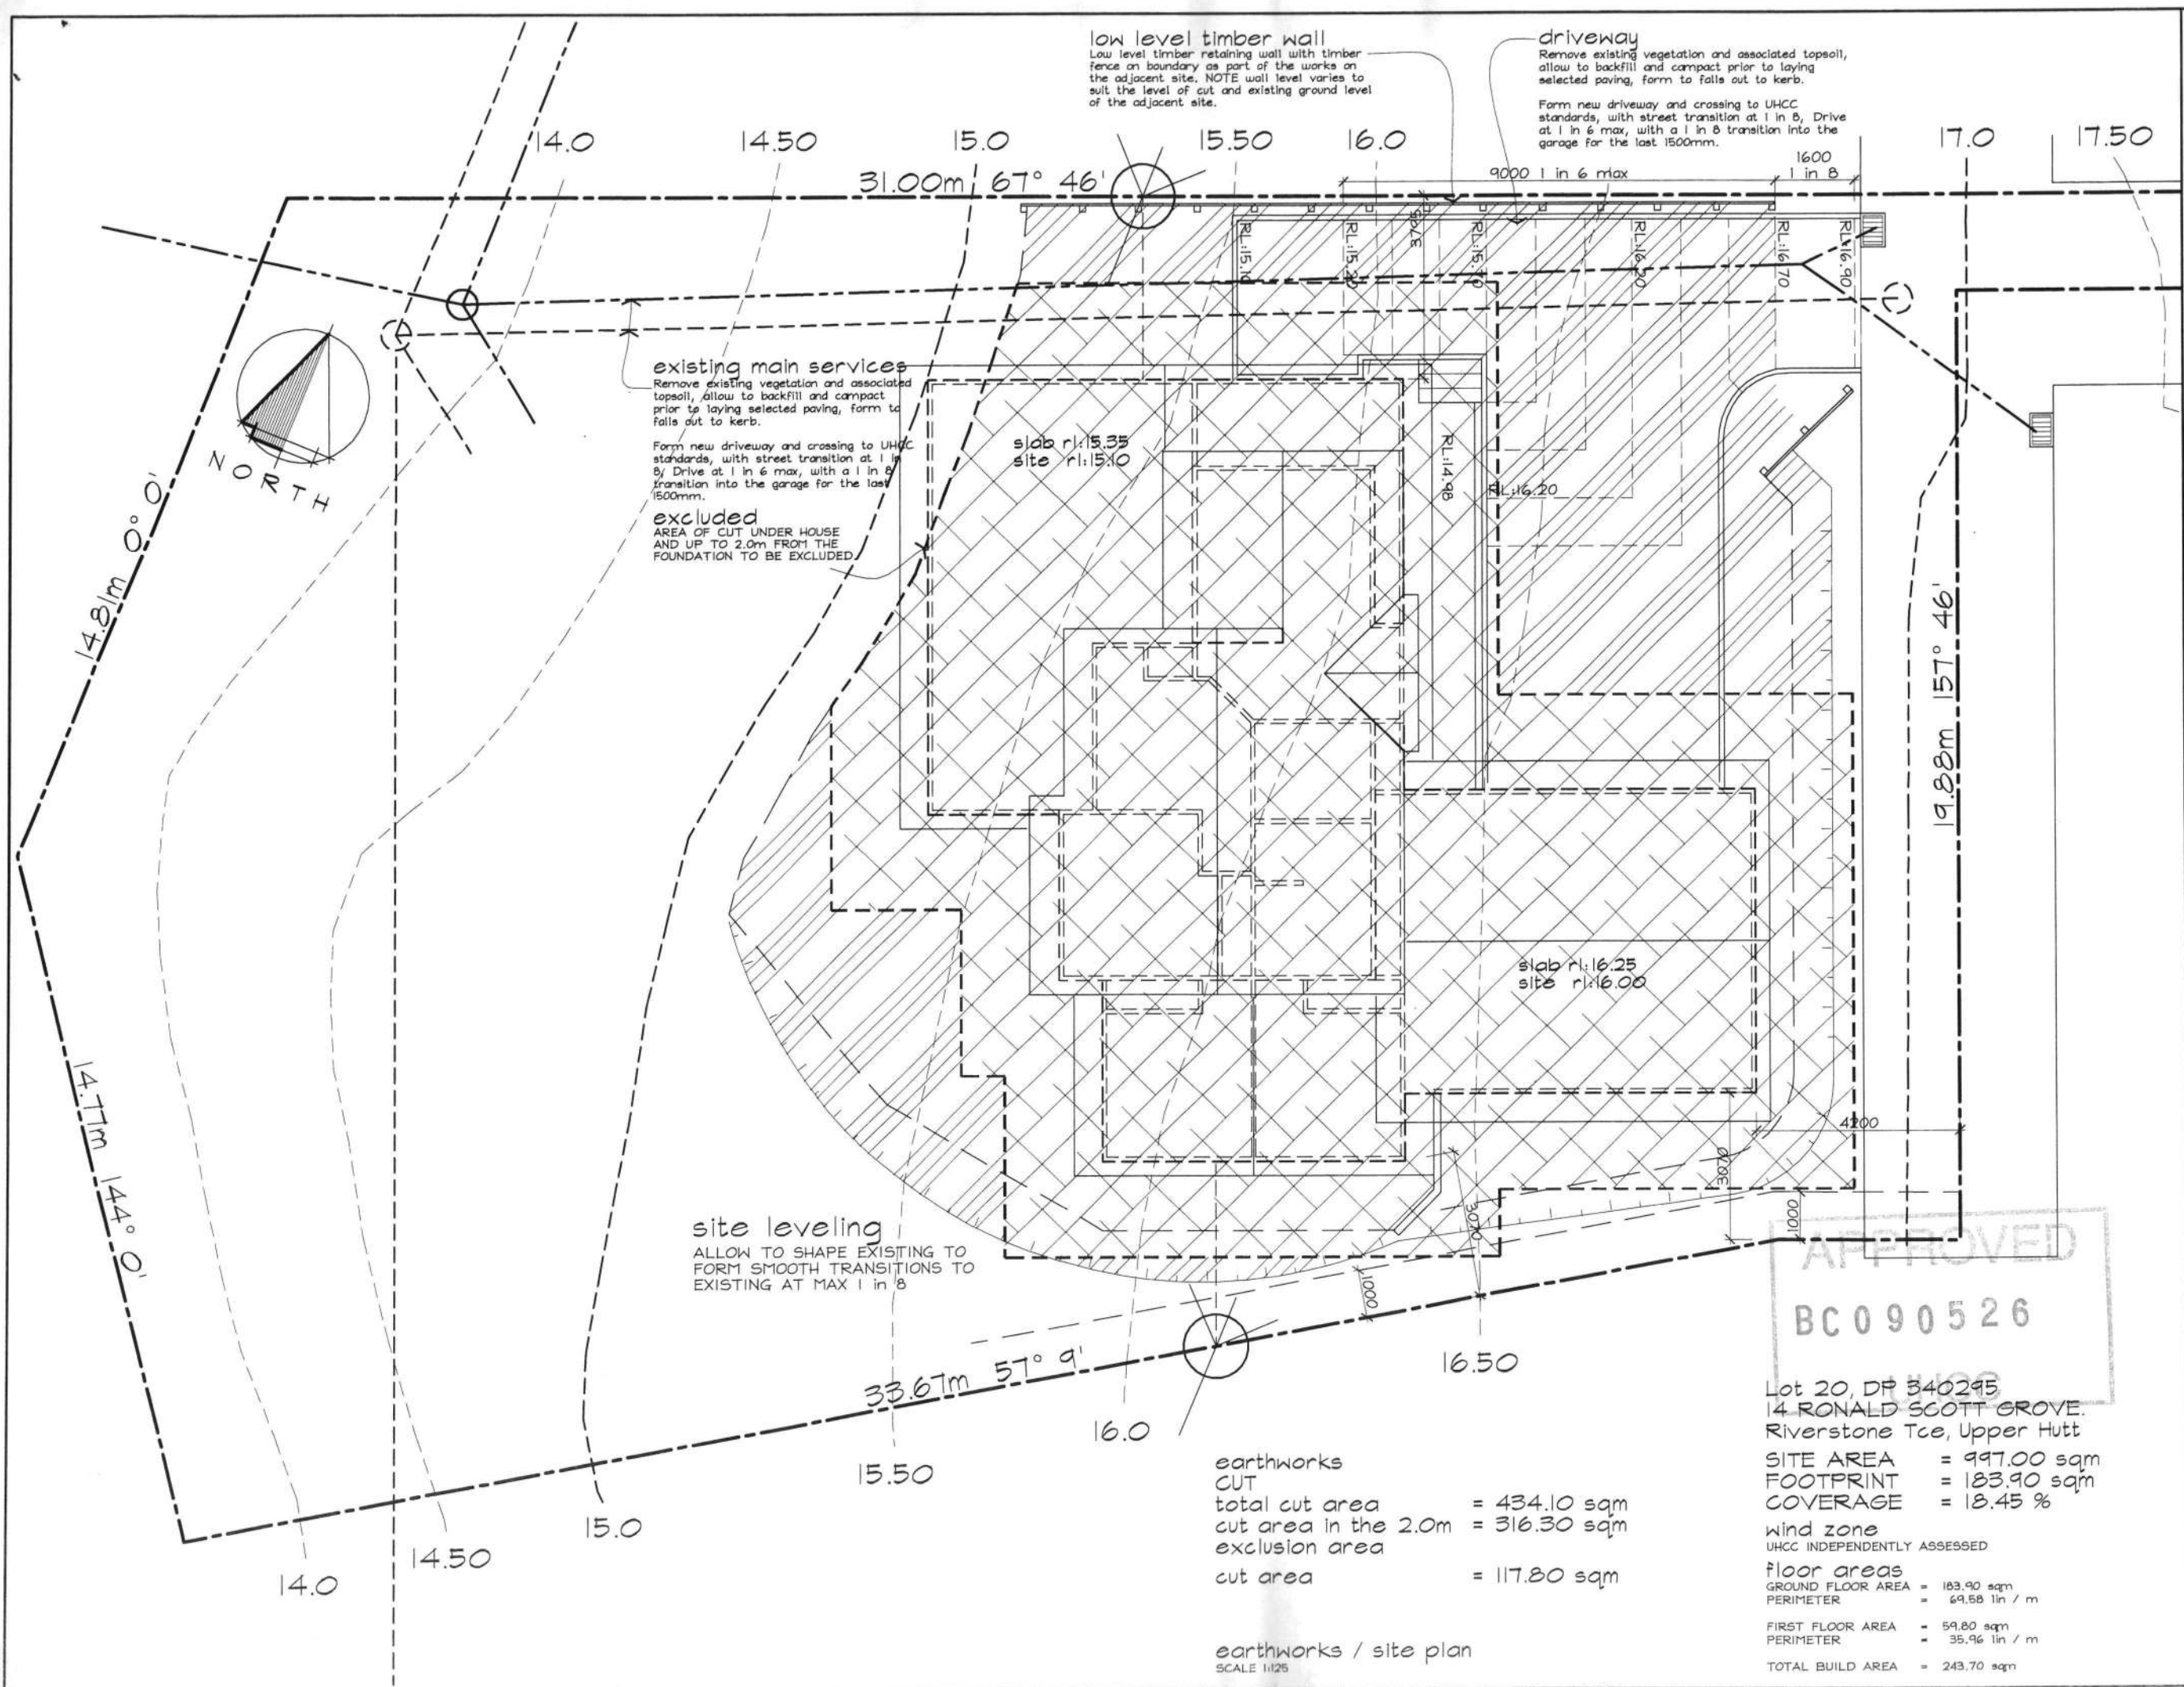 low level timber wall
Low level timber retaining wall with timber
fence on boundary as part of the works on
the adjacent site. NOTE wall level varies to
suit the level of cut and existing ground level
of the adjacent site.
driveway
Remove existing vegetation and associated topsoil,
allow to backfill and compact prior to laying
selected paving, form to falls out to kerb.
Form new driveway and crossing to UHCC
standards, with street transition at 1 in 8, Drive
at 1 in 6 max, with a 1 in 8 transition into the
garage for the last 1500mm.
14.0
14.50
15.0
15.50
16.0
17.0
17.50
31.00m 67° 46'
9000 1 in 6 max
1600
1 in 8
3795
RL:15.10
RL:15.20
RL:15.70
RL:16.20
RL:16.70
RL:16.90
existing main services
Remove existing vegetation and associated
topsoil, allow to backfill and compact
prior to laying selected paving, form to
falls out to kerb.
Form new driveway and crossing to UHCC
standards, with street transition at 1 in
8, Drive at 1 in 6 max, with a 1 in 8
transition into the garage for the last
1500mm.
excluded
AREA OF CUT UNDER HOUSE
AND UP TO 2.0m FROM THE
FOUNDATION TO BE EXCLUDED
NORTH
slab rl:15.35
site rl:15.10
RL:14.98
RL:16.20
14.81m 0° 0'
19.88m 157° 46'
slab rl:16.25
site rl:16.00
14.77m 144° 0'
4200
3070
3070
1000
1000
site leveling
ALLOW TO SHAPE EXISTING TO
FORM SMOOTH TRANSITIONS TO
EXISTING AT MAX 1 in 8
33.67m 57° 9'
16.50
16.0
15.50
15.0
14.50
14.0
APPROVED
BC090526
UHCC
Lot 20, DP 340295
14 RONALD SCOTT GROVE.
Riverstone Tce, Upper Hutt
SITE AREA = 997.00 sqm
FOOTPRINT = 183.90 sqm
COVERAGE = 18.45 %
wind zone
UHCC INDEPENDENTLY ASSESSED
floor areas
GROUND FLOOR AREA = 183.90 sqm
PERIMETER = 69.58 lin / m
FIRST FLOOR AREA = 59.80 sqm
PERIMETER = 35.96 lin / m
TOTAL BUILD AREA = 243.70 sqm
earthworks
CUT
total cut area = 434.10 sqm
cut area in the 2.0m = 316.30 sqm
exclusion area
cut area = 117.80 sqm
earthworks / site plan
SCALE 1:125